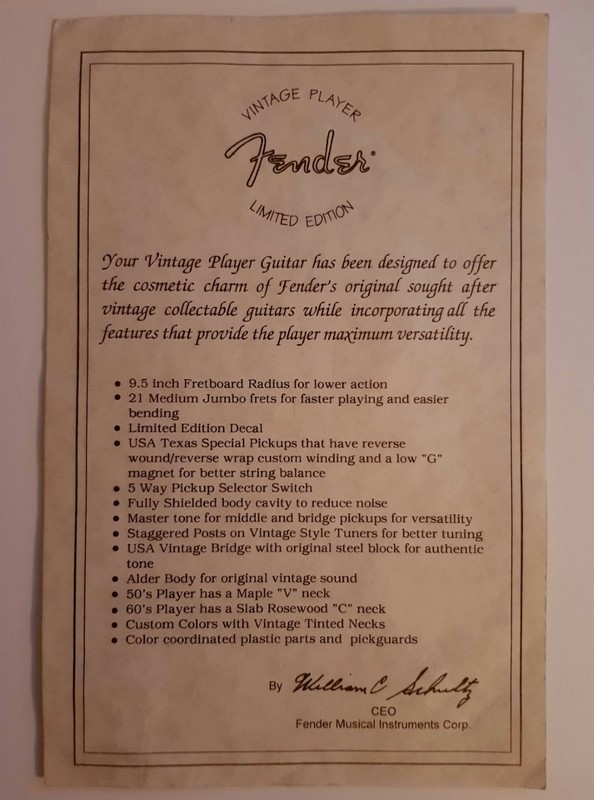 VINTAGE PLAYER
Fender®
LIMITED EDITION
Your Vintage Player Guitar has been designed to offer
the cosmetic charm of Fender's original sought after
vintage collectable guitars while incorporating all the
features that provide the player maximum versatility.
• 9.5 inch Fretboard Radius for lower action
• 21 Medium Jumbo frets for faster playing and easier
bending
• Limited Edition Decal
• USA Texas Special Pickups that have reverse
wound/reverse wrap custom winding and a low "G"
magnet for better string balance
• 5 Way Pickup Selector Switch
• Fully Shielded body cavity to reduce noise
• Master tone for middle and bridge pickups for versatility
• Staggered Posts on Vintage Style Tuners for better tuning
• USA Vintage Bridge with original steel block for authentic
tone
• Alder Body for original vintage sound
• 50's Player has a Maple "V" neck
• 60's Player has a Slab Rosewood "C" neck
• Custom Colors with Vintage Tinted Necks
• Color coordinated plastic parts and pickguards
By William C Schultz
CEO
Fender Musical Instruments Corp.